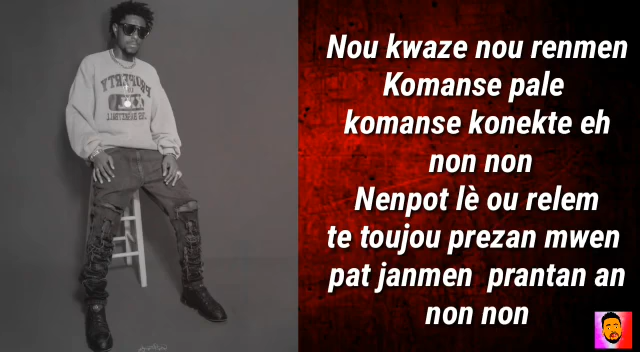 Nou kwaze nou renmen
Komanse pale
komanse konekte eh
non non
Nenpot lè ou relem
te toujou prezan mwen
pat janmen prantan an
non non
PROPERTY